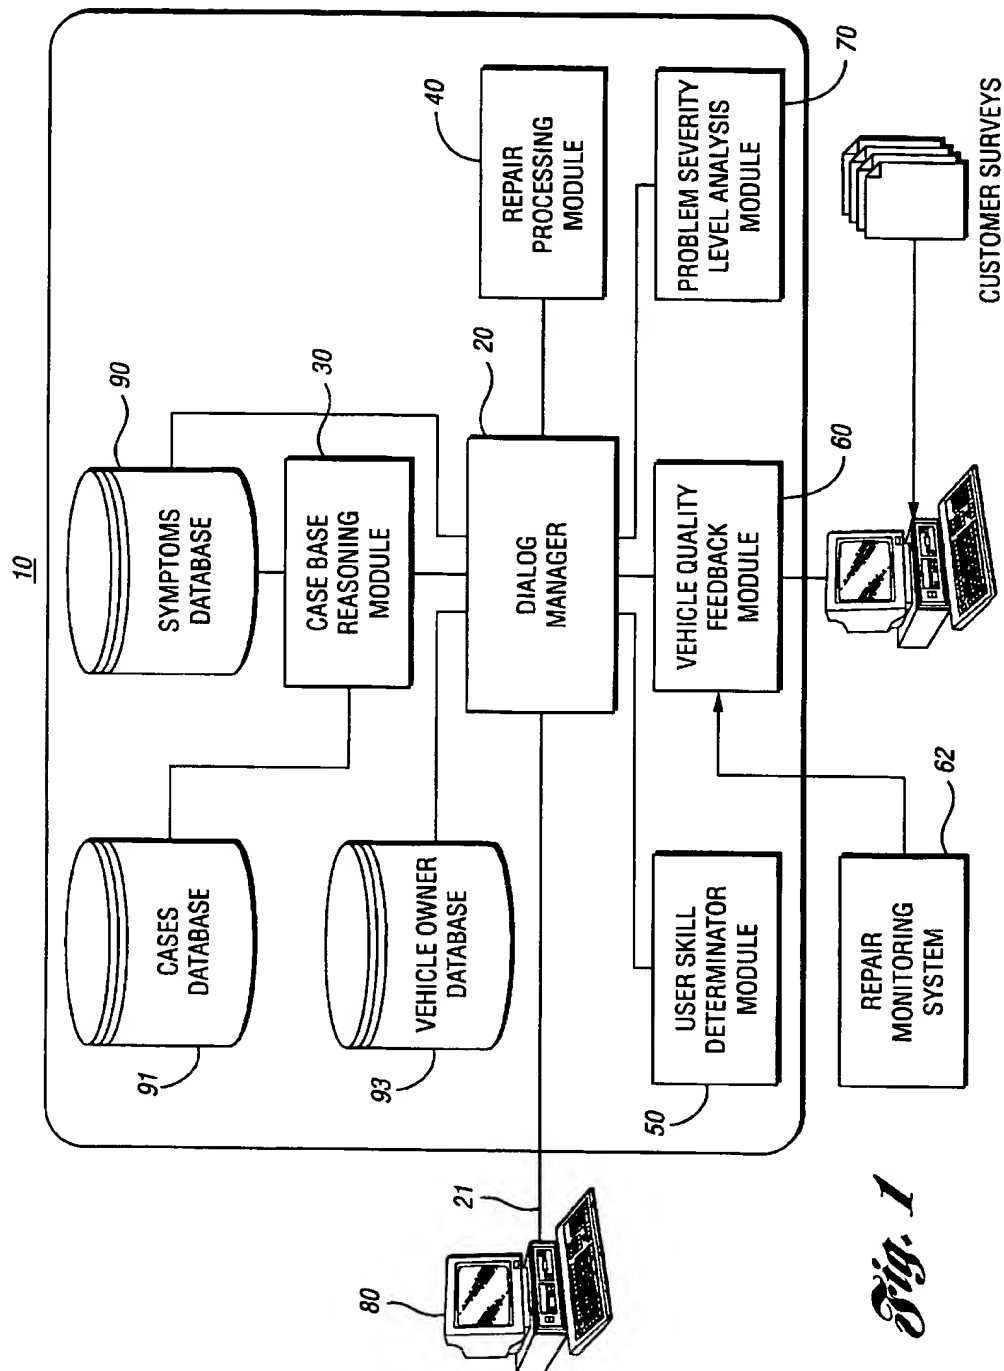 10
91
CASES
DATABASE
90
SYMPTOMS
DATABASE
93
VEHICLE OWNER
DATABASE
30
CASE BASE
REASONING
MODULE
80
21
20
DIALOG
MANAGER
40
REPAIR
PROCESSING
MODULE
50
USER SKILL
DETERMINATOR
MODULE
60
VEHICLE QUALITY
FEEDBACK
MODULE
70
PROBLEM SEVERITY
LEVEL ANALYSIS
MODULE
62
REPAIR
MONITORING
SYSTEM
CUSTOMER SURVEYS
Fig. 1